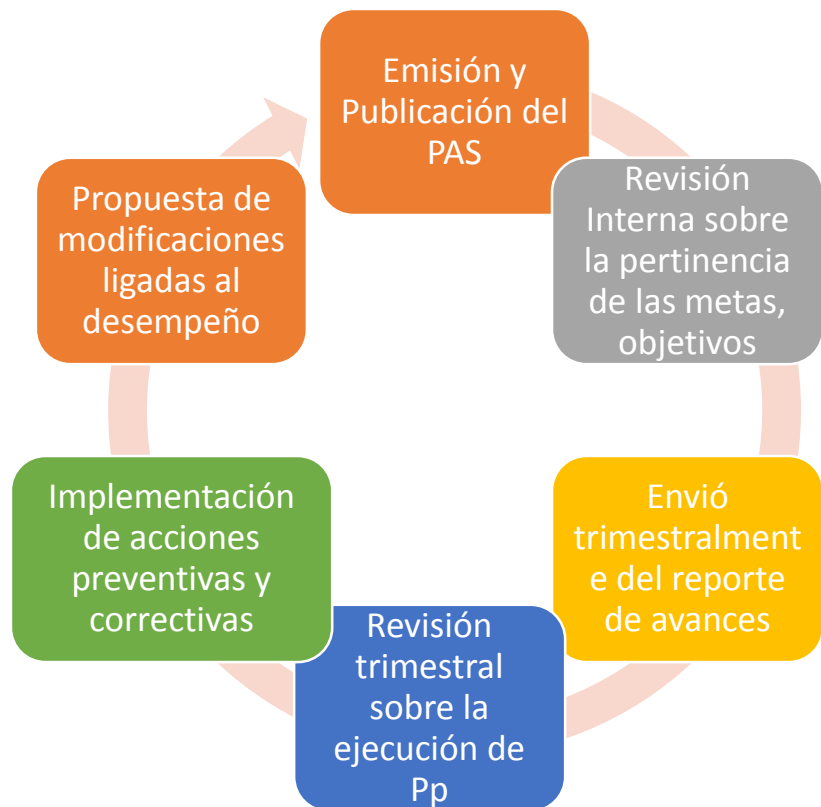 Emisión y
Publicación del
PAS
Revisión
Interna sobre
la pertinencia
de las metas,
objetivos
Envió
trimestralment
e del reporte
de avances
Revisión
trimestral
sobre la
ejecución de
Pp
Implementación
de acciones
preventivas y
correctivas
Propuesta de
modificaciones
ligadas al
desempeño